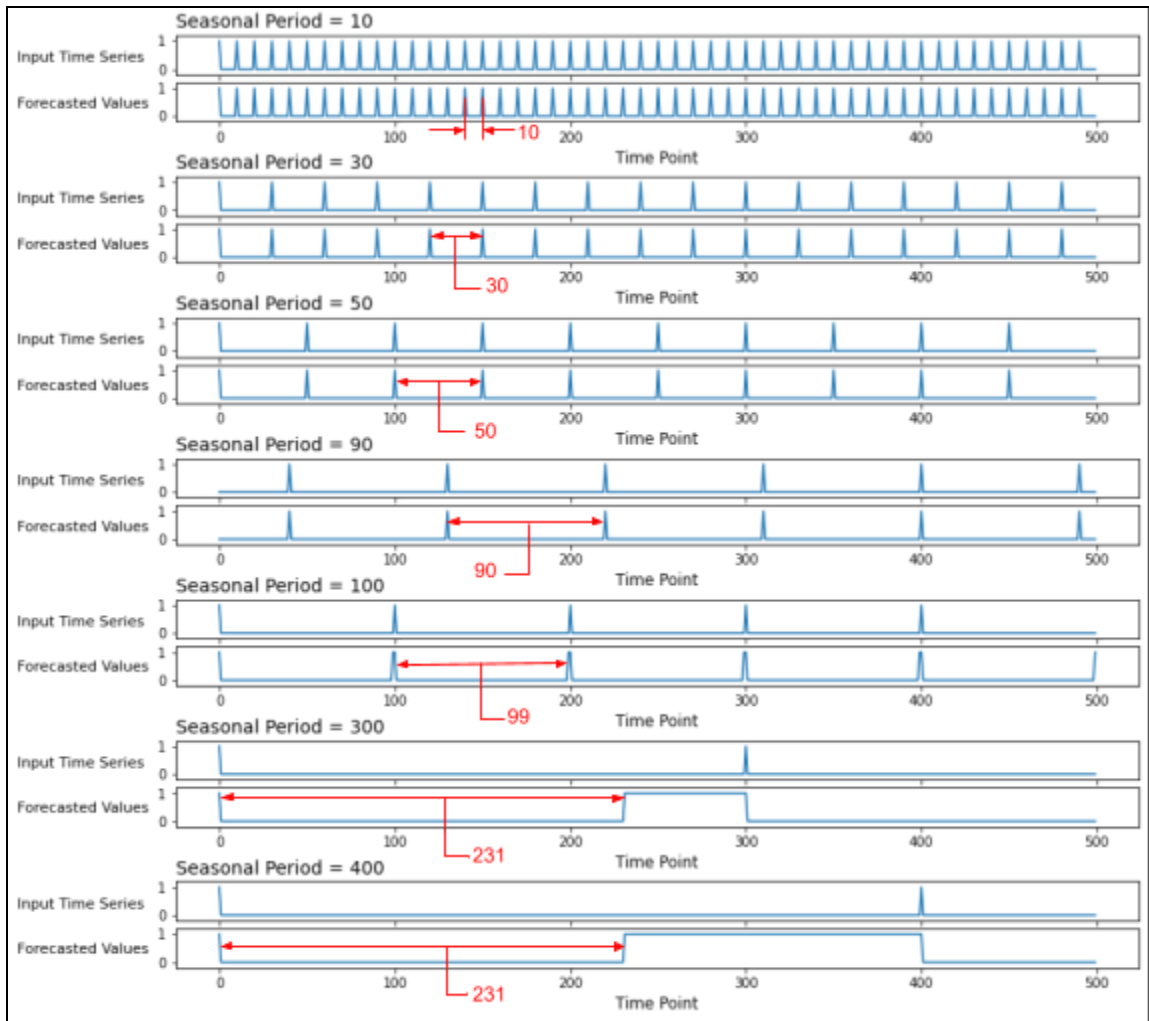 Seasonal Period = 10
1
Input Time Series
0
1
Forecasted Values
0
0 100 200 300 400 500
10
Time Point
Seasonal Period = 30
1
Input Time Series
0
1
Forecasted Values
0
0 100 200 300 400 500
30
Time Point
Seasonal Period = 50
1
Input Time Series
0
1
Forecasted Values
0
0 100 200 300 400 500
50
Time Point
Seasonal Period = 90
1
Input Time Series
0
1
Forecasted Values
0
0 100 200 300 400 500
90
Time Point
Seasonal Period = 100
1
Input Time Series
0
1
Forecasted Values
0
0 100 200 300 400 500
99
Time Point
Seasonal Period = 300
1
Input Time Series
0
1
Forecasted Values
0
0 100 200 300 400 500
231
Time Point
Seasonal Period = 400
1
Input Time Series
0
1
Forecasted Values
0
0 100 200 300 400 500
231
Time Point